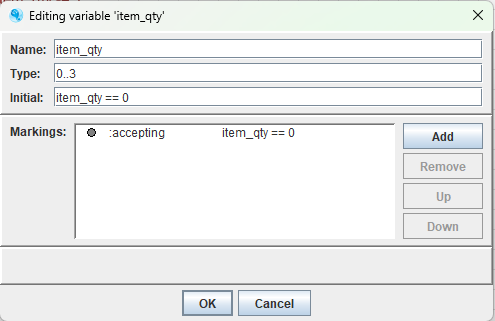 Editing variable 'item_qty'
Name: item_qty
Type: 0..3
Initial: item_qty == 0
Markings: :accepting item_qty == 0
Add
Remove
Up
Down
OK Cancel